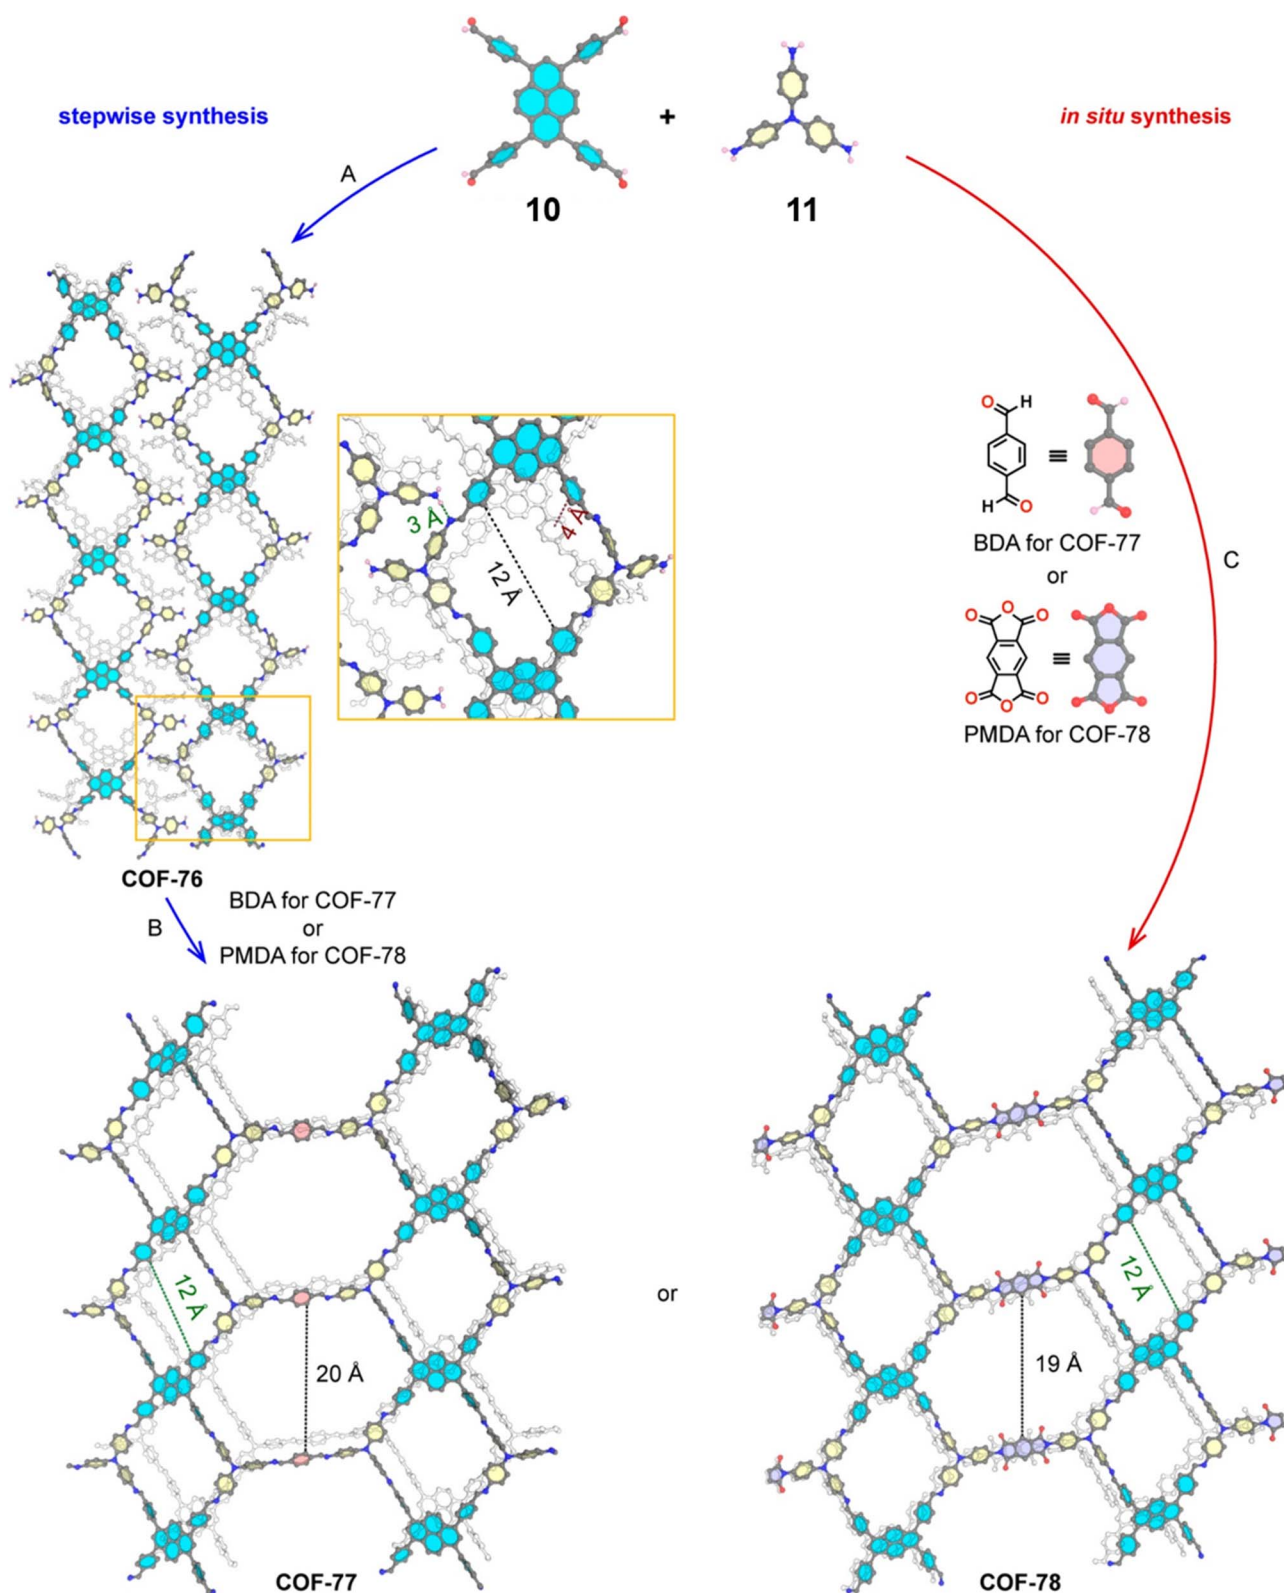 stepwise synthesis
in situ synthesis
+
10
11
A
COF-76
3 Å
4 Å
12 Å
O
H
H
O
≡
BDA for COF-77
or
O O O
O O O
≡
PMDA for COF-78
C
B
BDA for COF-77
or
PMDA for COF-78
12 Å
20 Å
COF-77
or
12 Å
19 Å
COF-78